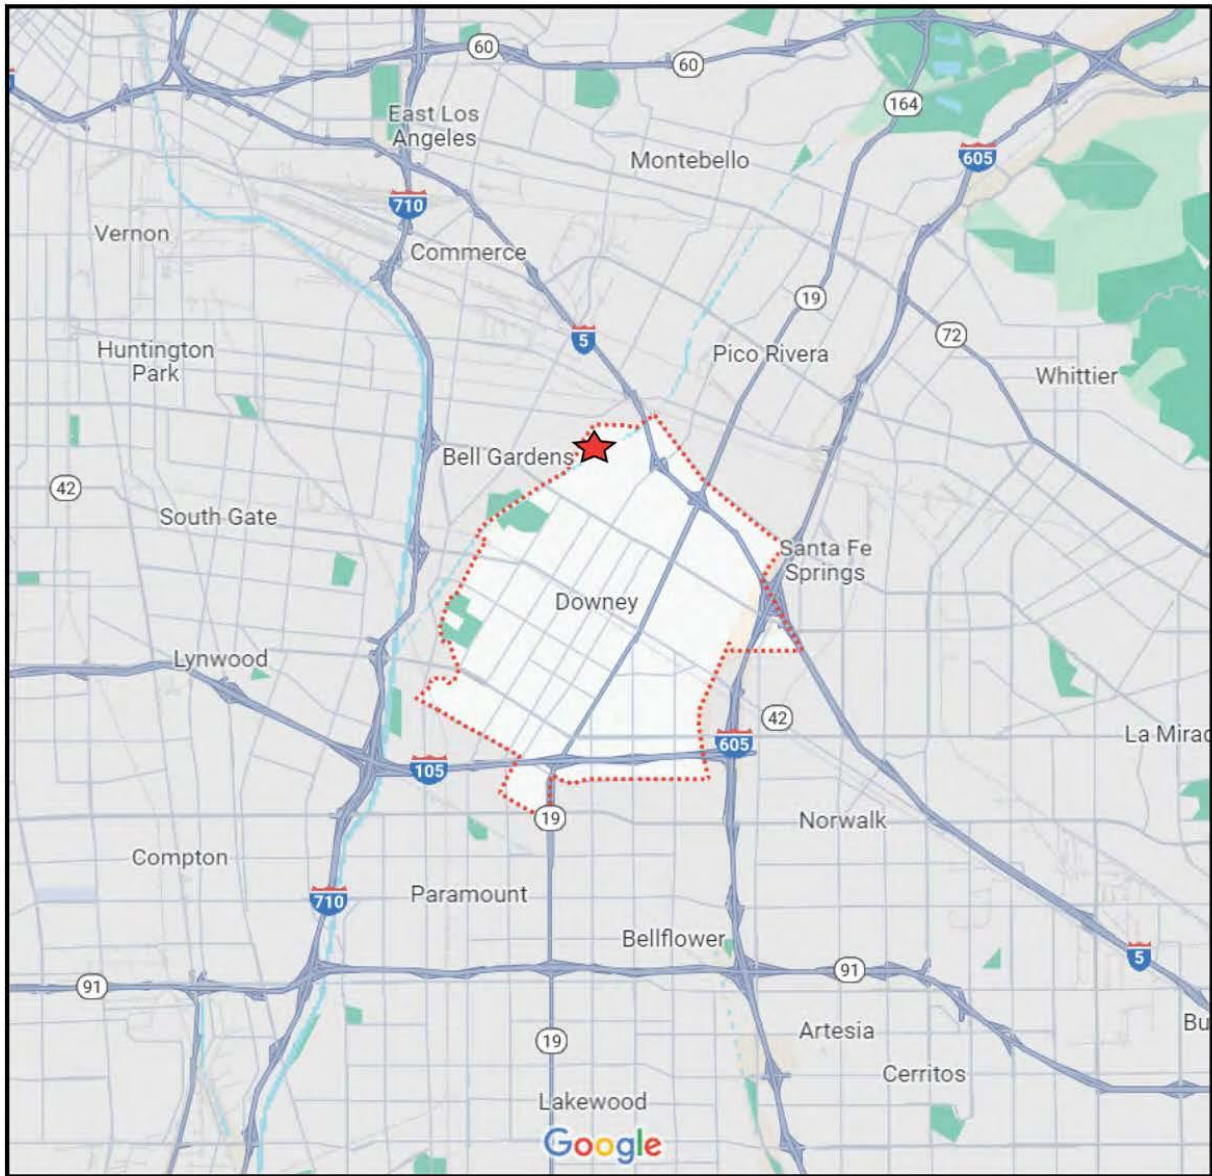 60
60
164
East Los
Angeles
Montebello
605
710
Vernon
Commerce
19
5
72
Huntington
Park
Pico Rivera
Whittier
Bell Gardens
42
South Gate
Santa Fe
Springs
Downey
Lynwood
42
La Mirad
605
105
19
Norwalk
Compton
Paramount
710
Bellflower
5
91
91
Artesia
Bu
19
Cerritos
Lakewood
Google